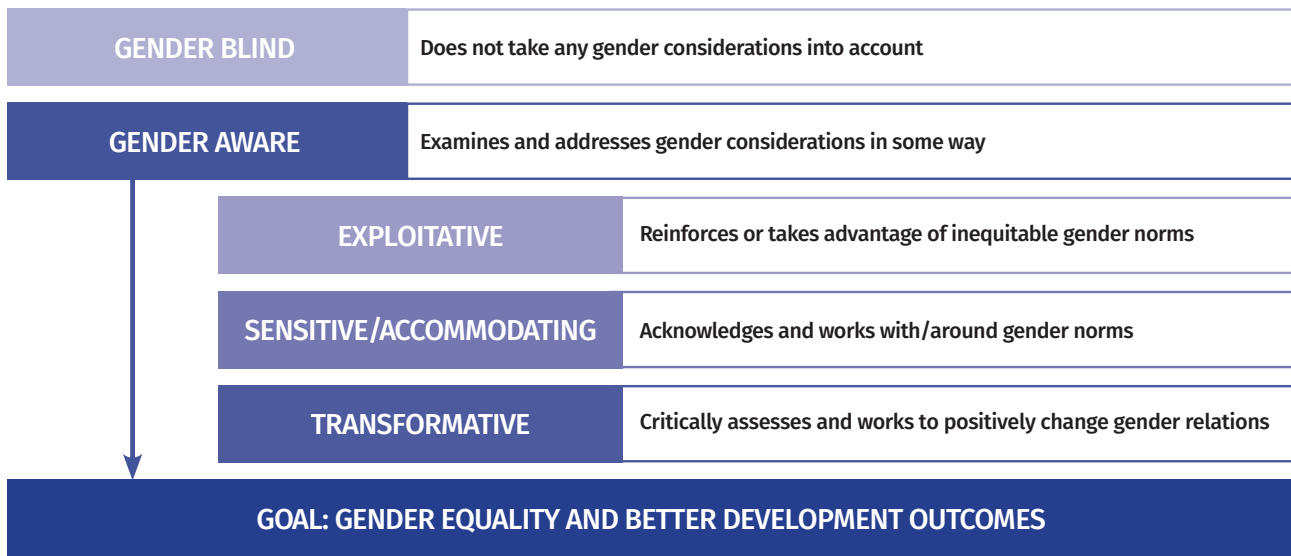 GENDER BLIND
Does not take any gender considerations into account
GENDER AWARE
Examines and addresses gender considerations in some way
EXPLOITATIVE
Reinforces or takes advantage of inequitable gender norms
SENSITIVE/ACCOMMODATING
Acknowledges and works with/around gender norms
TRANSFORMATIVE
Critically assesses and works to positively change gender relations
GOAL: GENDER EQUALITY AND BETTER DEVELOPMENT OUTCOMES